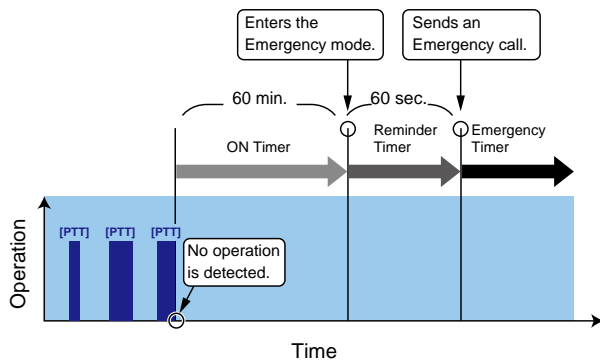 Enters the
Emergency mode.
Sends an
Emergency call.
60 min.
60 sec.
ON Timer
Reminder
Timer
Emergency
Timer
[PTT]
[PTT]
[PTT]
No operation
is detected.
Operation
Time